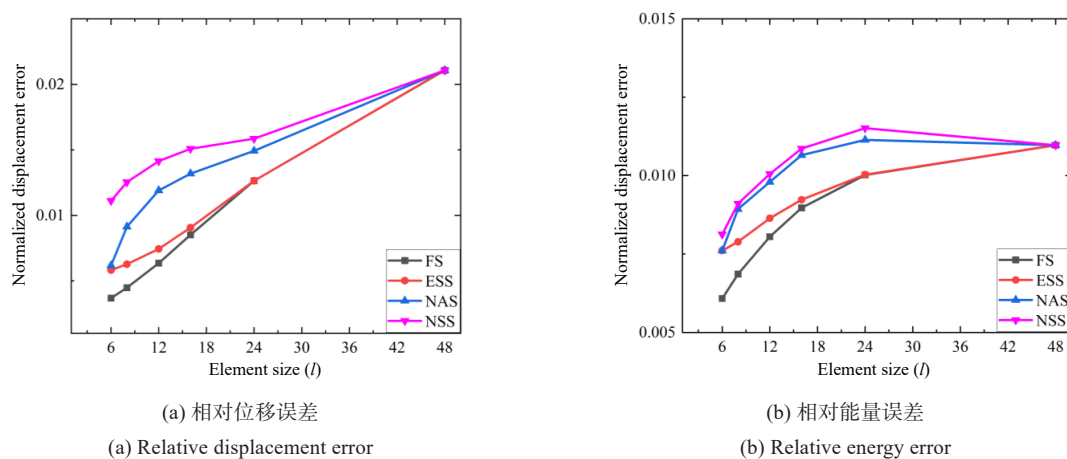 Normalized displacement error
0.02
0.01
FS
ESS
NAS
NSS
6 12 18 24 30 36 42 48
Element size (l)
(a) 相对位移误差
(a) Relative displacement error
Normalized displacement error
0.015
0.010
0.005
FS
ESS
NAS
NSS
6 12 18 24 30 36 42 48
Element size (l)
(b) 相对能量误差
(b) Relative energy error